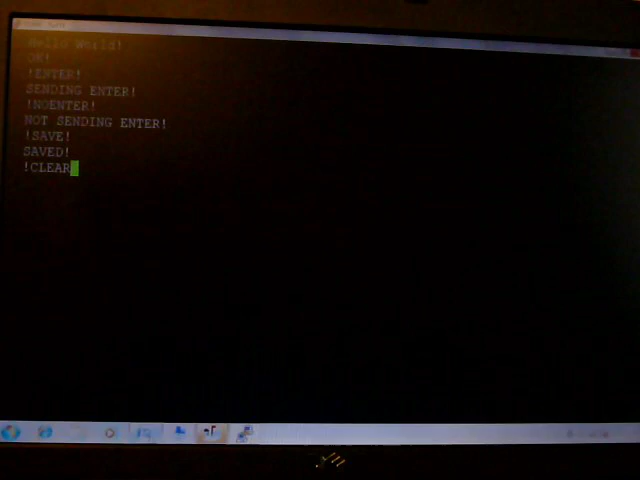 Hello World!
OK!
!ENTER!
SENDING ENTER!
!NOENTER!
NOT SENDING ENTER!
!SAVE!
SAVED!
!CLEAR